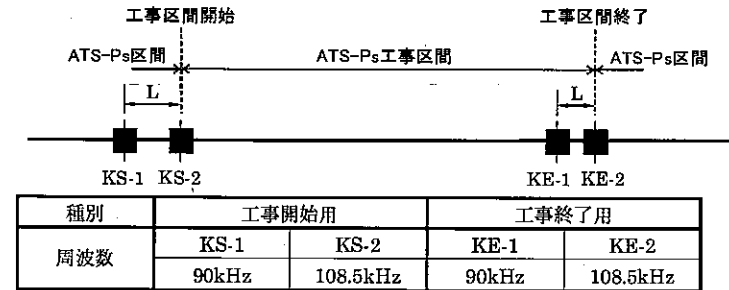 工事区間開始 工事区間終了
ATS-Ps区間 ATS-Ps工事区間 ATS-Ps区間
L L
KS-1 KS-2 KE-1 KE-2
種別 工事開始用 工事終了用
周波数 KS-1 KS-2 KE-1 KE-2
90kHz 108.5kHz 90kHz 108.5kHz